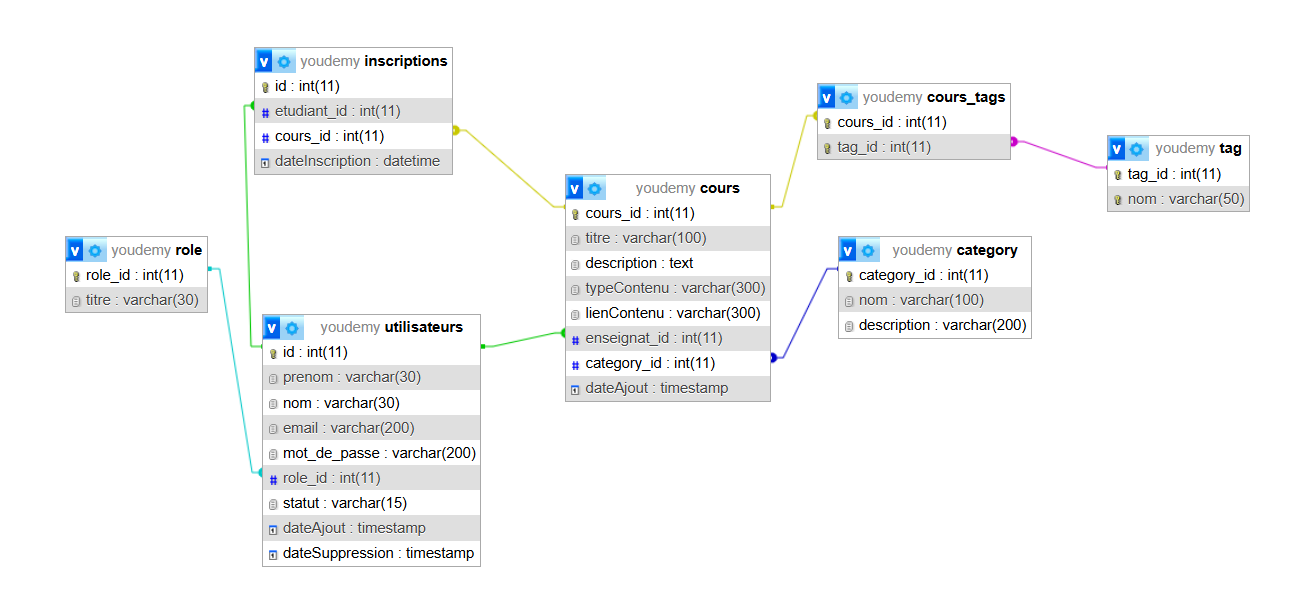 youdemy inscriptions
id : int(11)
etudiant_id : int(11)
cours_id : int(11)
dateInscription : datetime
youdemy cours_tags
cours_id : int(11)
tag_id : int(11)
youdemy tag
tag_id : int(11)
nom : varchar(50)
youdemy cours
cours_id : int(11)
titre : varchar(100)
description : text
typeContenu : varchar(300)
lienContenu : varchar(300)
enseignat_id : int(11)
category_id : int(11)
dateAjout : timestamp
youdemy role
role_id : int(11)
titre : varchar(30)
youdemy category
category_id : int(11)
nom : varchar(100)
description : varchar(200)
youdemy utilisateurs
id : int(11)
prenom : varchar(30)
nom : varchar(30)
email : varchar(200)
mot_de_passe : varchar(200)
role_id : int(11)
statut : varchar(15)
dateAjout : timestamp
dateSuppression : timestamp